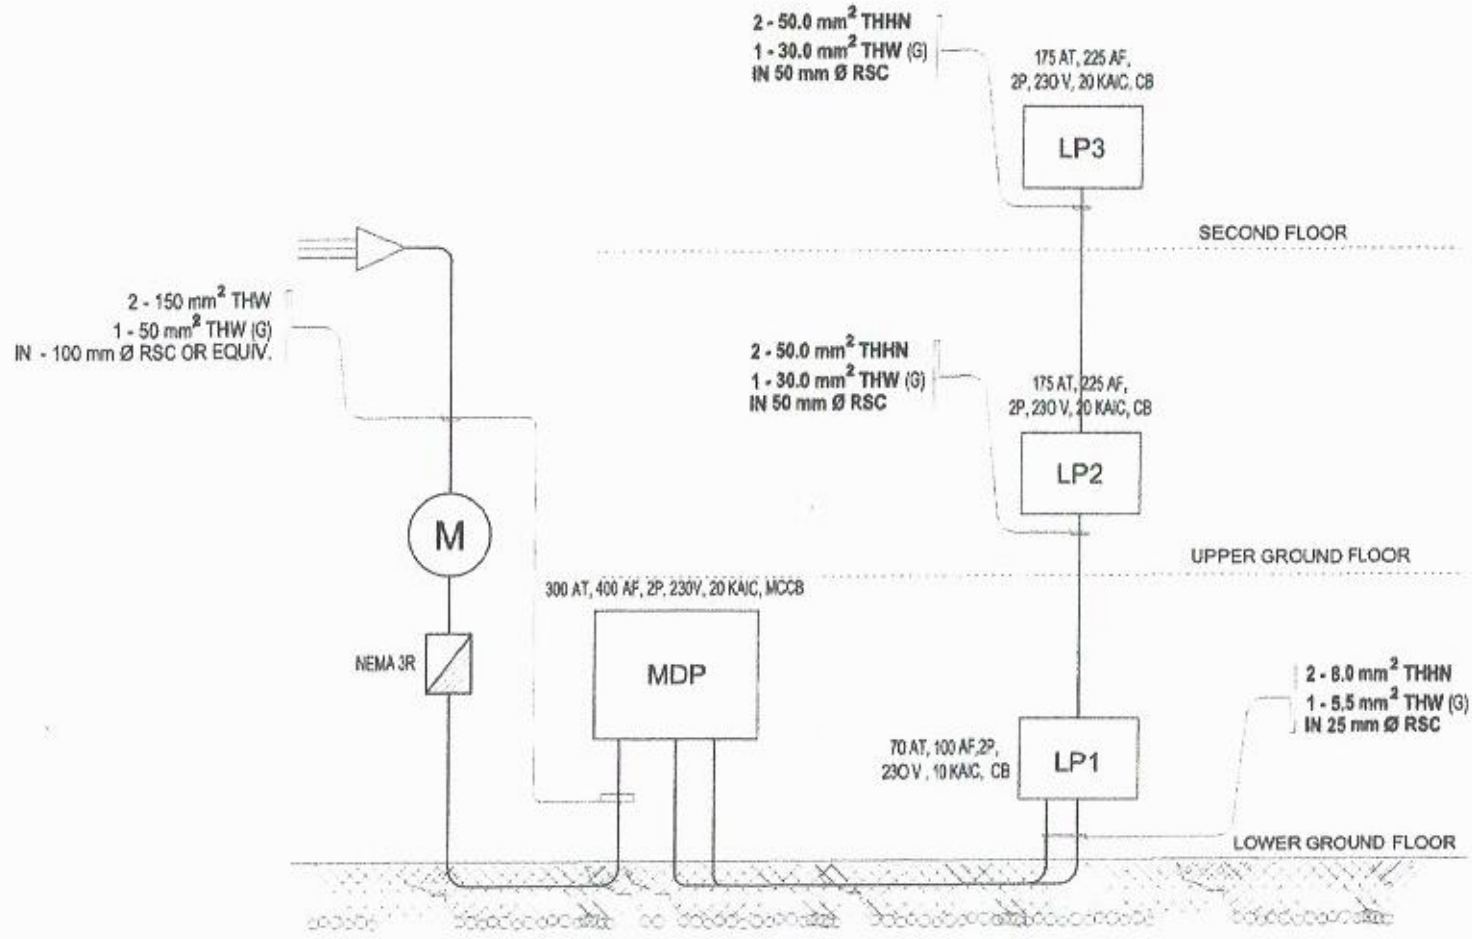 2 - 50.0 mm² THHN
1 - 30.0 mm² THW (G)
IN 50 mm Ø RSC
175 AT, 225 AF,
2P, 230 V, 20 KAIC, CB
LP3
SECOND FLOOR
2 - 150 mm² THW
1 - 50 mm² THW (G)
IN - 100 mm Ø RSC OR EQUIV.
2 - 50.0 mm² THHN
1 - 30.0 mm² THW (G)
IN 50 mm Ø RSC
175 AT, 225 AF,
2P, 230 V, 20 KAIC, CB
LP2
M
UPPER GROUND FLOOR
300 AT, 400 AF, 2P, 230V, 20 KAIC, MCCB
NEMA 3R
MDP
2 - 8.0 mm² THHN
1 - 5.5 mm² THW (G)
IN 25 mm Ø RSC
70 AT, 100 AF,2P,
230 V , 10 KAIC, CB
LP1
LOWER GROUND FLOOR